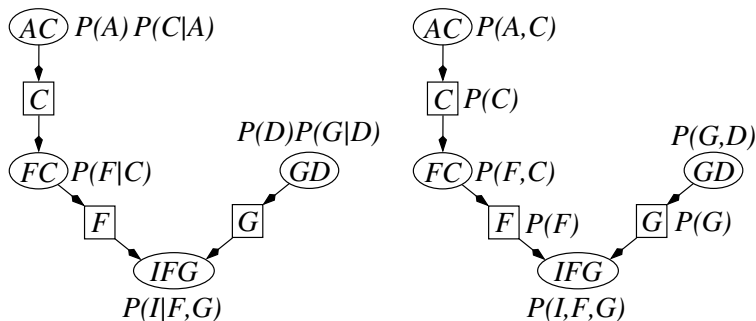 AC P(A) P(C|A)
C
P(D)P(G|D)
FC P(F|C)
GD
F
G
IFG
P(I|F,G)
AC P(A,C)
C P(C)
P(G,D)
FC P(F,C)
GD
F P(F)
G P(G)
IFG
P(I,F,G)